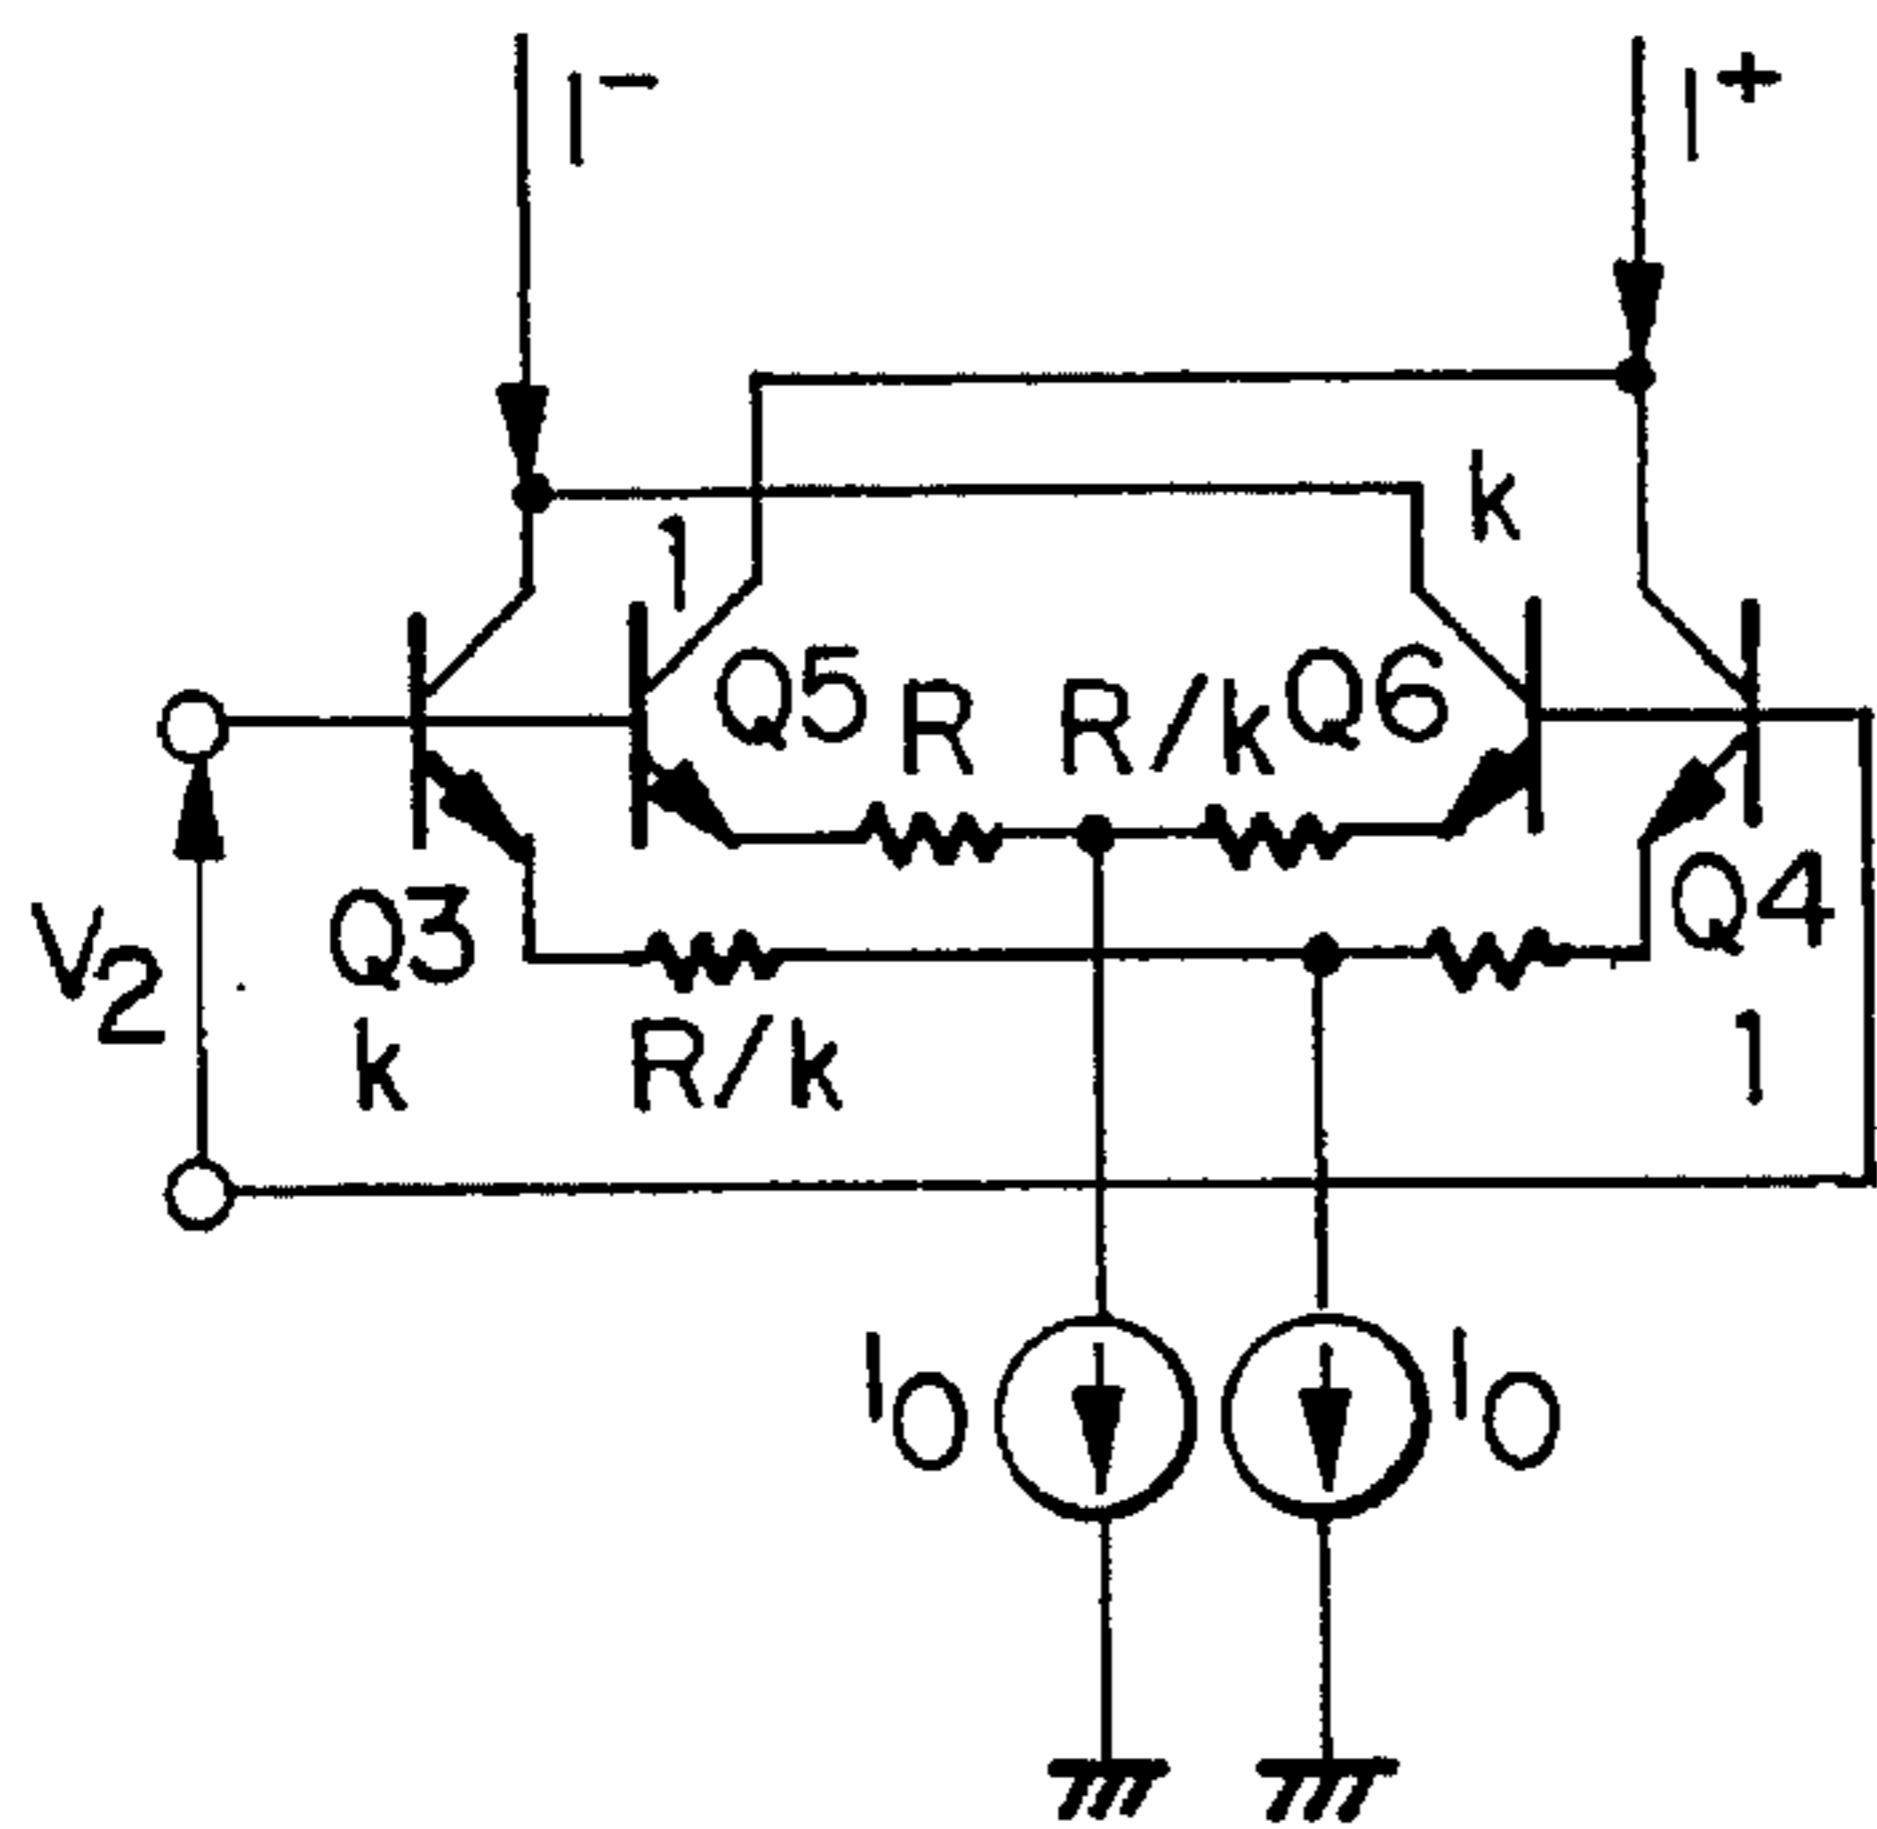 I⁻
I⁺
k
1
Q5
R
R/k
Q6
Q3
Q4
V₂
k
R/k
1
I₀
I₀